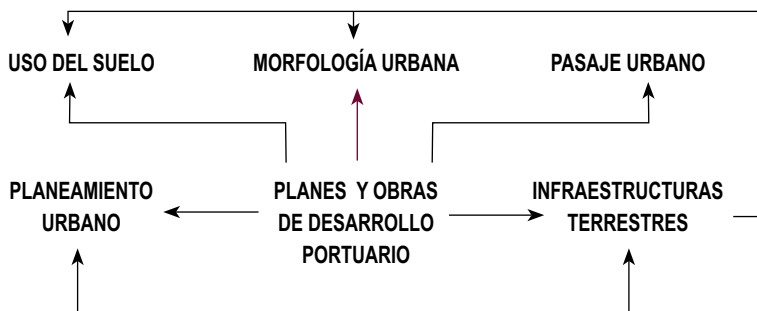 USO DEL SUELO
MORFOLOGÍA URBANA
PASAJE URBANO
PLANEAMIENTO
URBANO
PLANES Y OBRAS
DE DESARROLLO
PORTUARIO
INFRAESTRUCTURAS
TERRESTRES